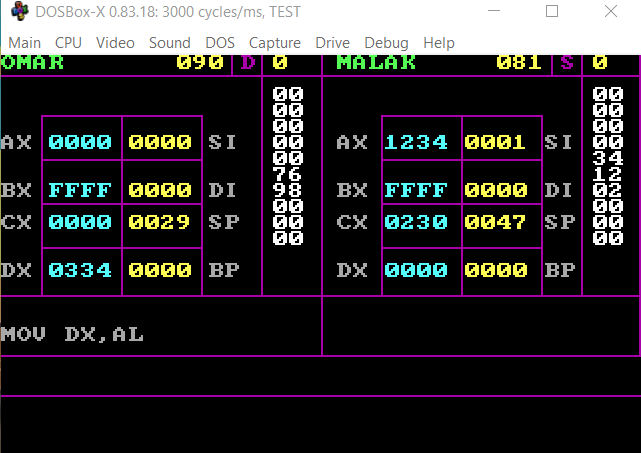 DOSBox-X 0.83.18: 3000 cycles/ms, TEST
Main CPU Video Sound DOS Capture Drive Debug Help
OMAR 090 D 0 MALAK 081 S 0
00 00
00 00
00 00
AX 0000 0000 SI 00 AX 1234 0001 SI 00
00 34
76 12
BX FFFF 0000 DI 98 BX FFFF 0000 DI 02
00 00
CX 0000 0029 SP 00 CX 0230 0047 SP 00
00 00
DX 0334 0000 BP DX 0000 0000 BP
MOV DX,AL